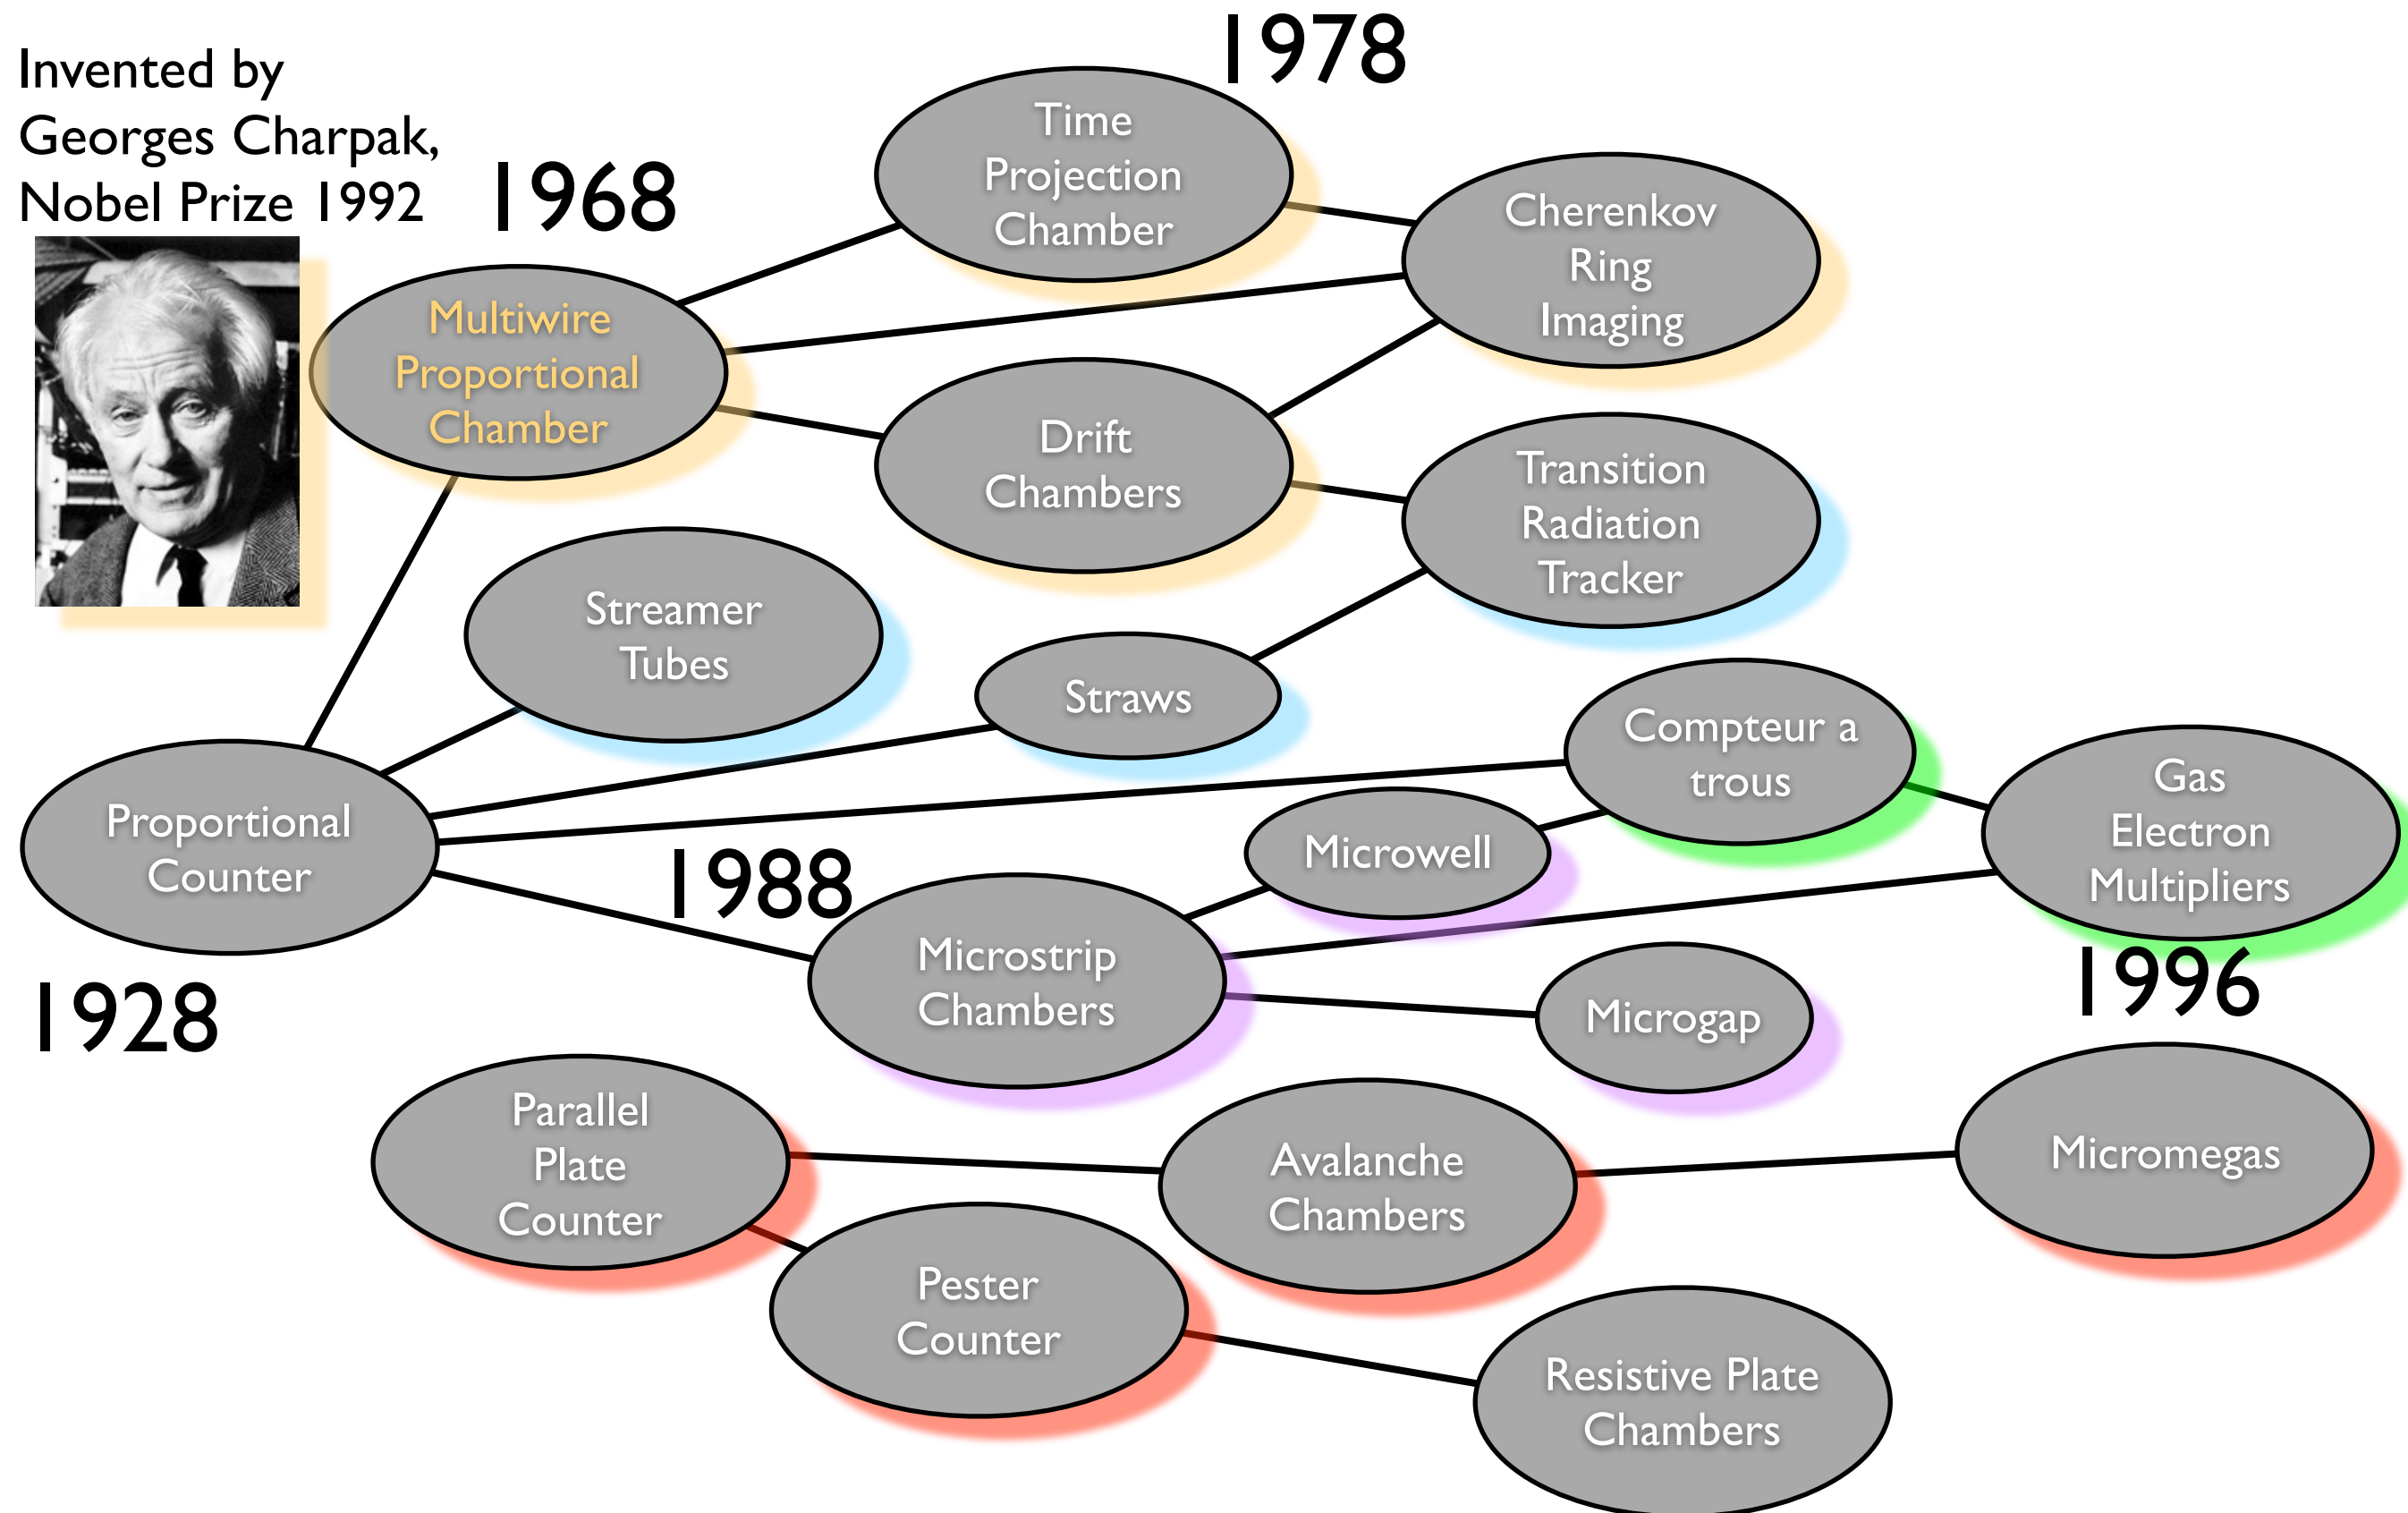 Invented by
Georges Charpak,
Nobel Prize 1992
1968
1978
Time
Projection
Chamber
Cherenkov
Ring
Imaging
Multiwire
Proportional
Chamber
Drift
Chambers
Transition
Radiation
Tracker
Streamer
Tubes
Straws
Compteur a
trous
Gas
Electron
Multipliers
1996
Proportional
Counter
1928
1988
Microwell
Microstrip
Chambers
Microgap
Parallel
Plate
Counter
Avalanche
Chambers
Micromegas
Pester
Counter
Resistive Plate
Chambers